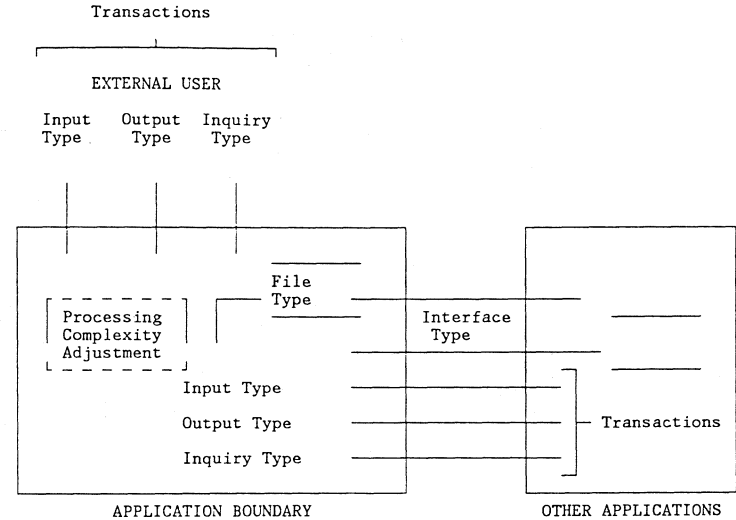 Transactions
EXTERNAL USER
Input Output Inquiry
Type Type Type
File
Type
Processing
Complexity
Adjustment
Interface
Type
Input Type
Output Type
Inquiry Type
Transactions
APPLICATION BOUNDARY
OTHER APPLICATIONS